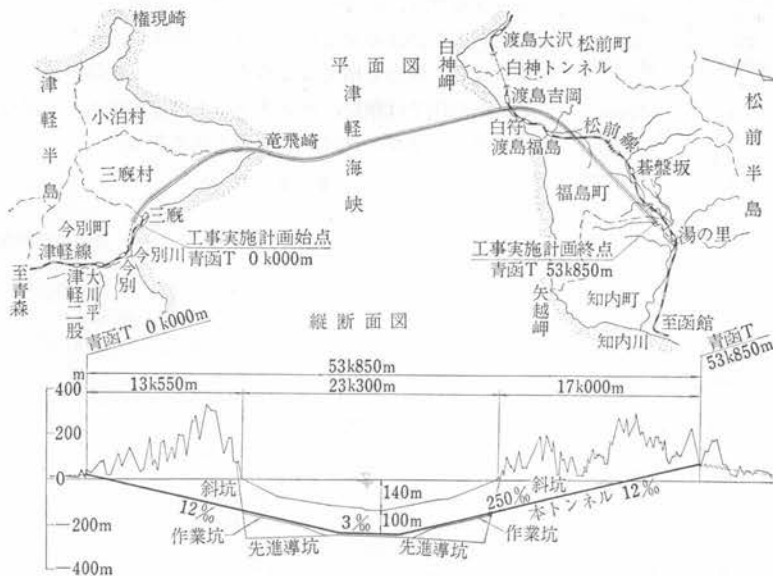 権現崎
渡島大沢
松前町
白神岬
白神トンネル
平面図
津軽半島
小泊村
竜飛崎
津軽海峡
渡島吉岡
白符
渡島福島
松前線
碁盤坂
松前半島
三厩村
福島町
三厩
今別町
工事実施計画始点
青函T 0k000m
工事実施計画終点
青函T 53k850m
湯の里
津軽線
今別川
今別
至青森
津軽二股
大川平
矢越岬
知内町
至函館
知内川
縦断面図
青函T 0k000m
青函T
53k850m
53k850m
m
400
13k550m
23k300m
17k000m
200
0
斜坑
140m
斜坑
250‰
本トンネル 12‰
12‰
3‰
100m
-200m
作業坑
作業坑
先進導坑
先進導坑
-400m